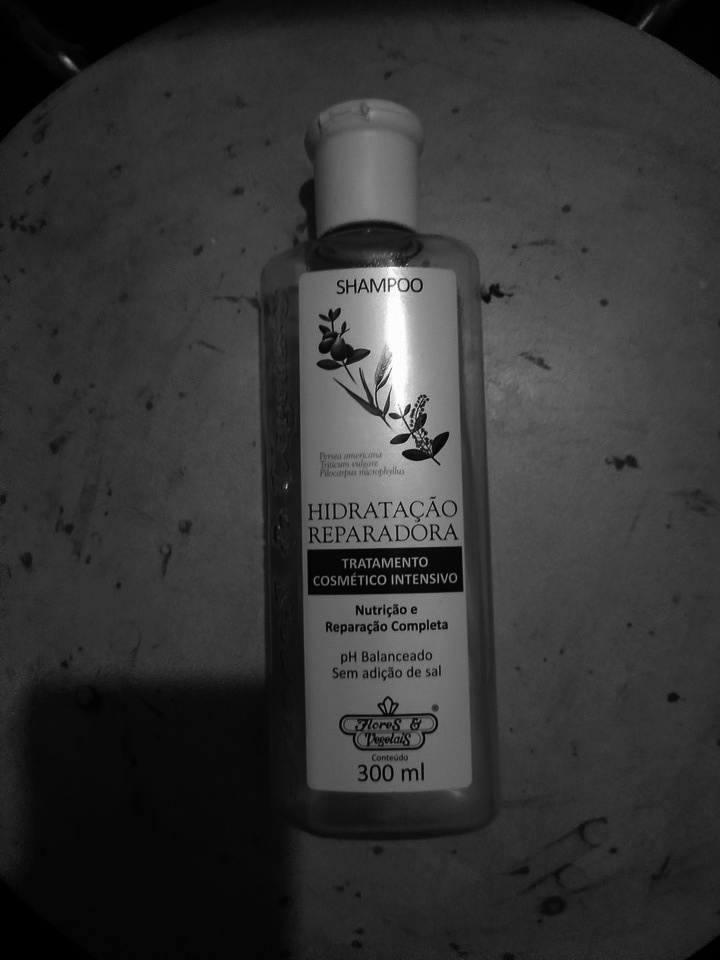 SHAMPOO
Persea americana
Triticum vulgare
Pilocarpus microphyllus
HIDRATAÇÃO
REPARADORA
TRATAMENTO
COSMÉTICO INTENSIVO
Nutrição e
Reparação Completa
pH Balanceado
Sem adição de sal
Flores &
Vegetais
®
Conteúdo
300 ml